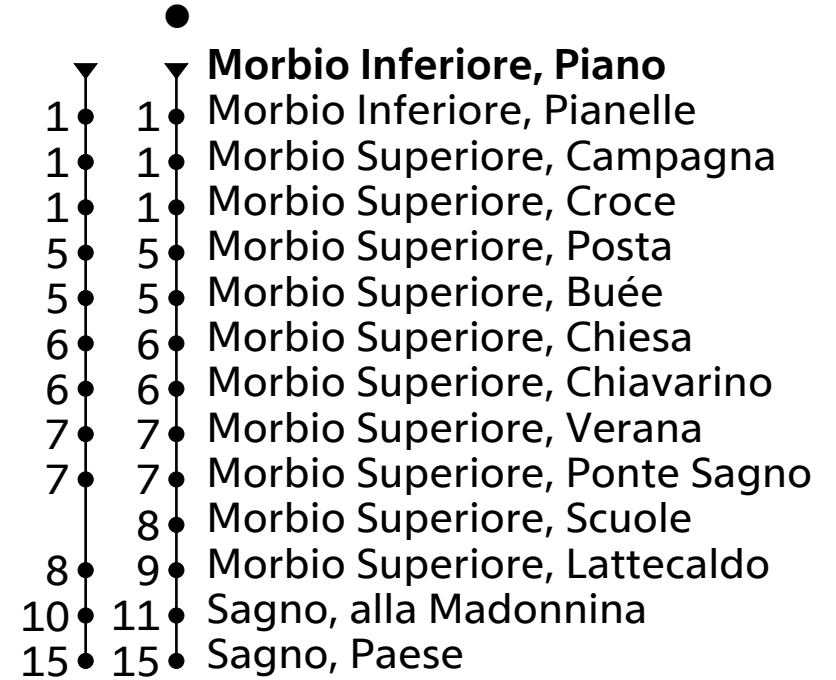 Morbio Inferiore, Piano
1 1 Morbio Inferiore, Pianelle
1 1 Morbio Superiore, Campagna
1 1 Morbio Superiore, Croce
5 5 Morbio Superiore, Posta
5 5 Morbio Superiore, Buée
6 6 Morbio Superiore, Chiesa
6 6 Morbio Superiore, Chiavarino
7 7 Morbio Superiore, Verana
7 7 Morbio Superiore, Ponte Sagno
8 Morbio Superiore, Scuole
8 9 Morbio Superiore, Lattecaldo
10 11 Sagno, alla Madonnina
15 15 Sagno, Paese